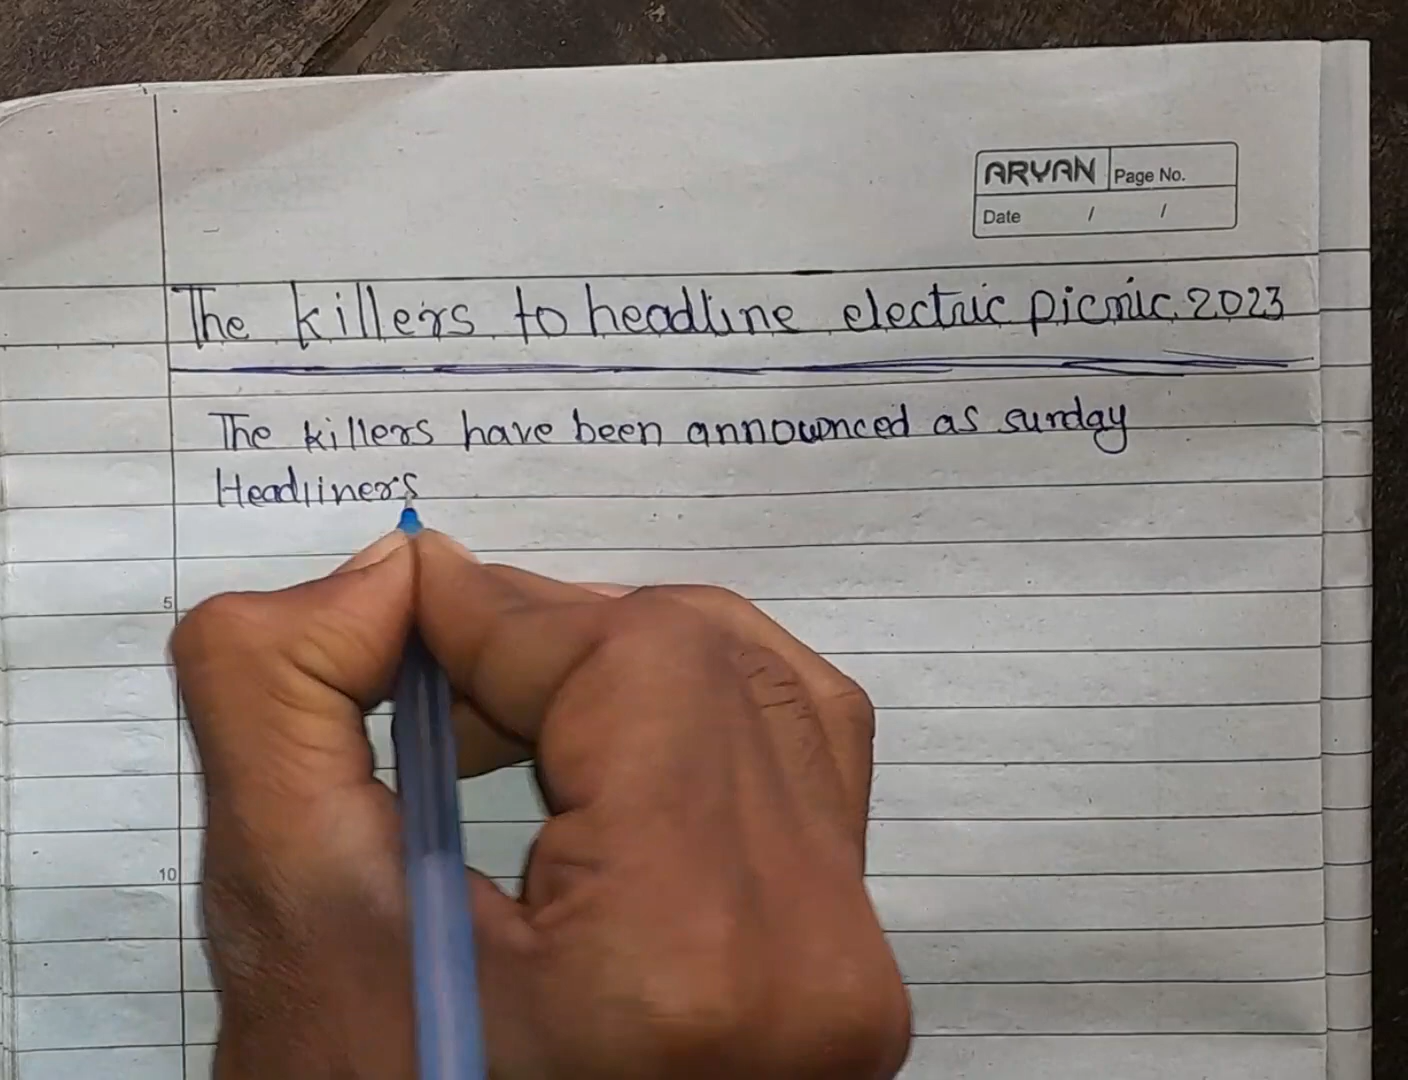 ARYAN Page No.
Date / /
The killers to headline electric picnic.2023
The killers have been announced as sunday
Headliners
5
10